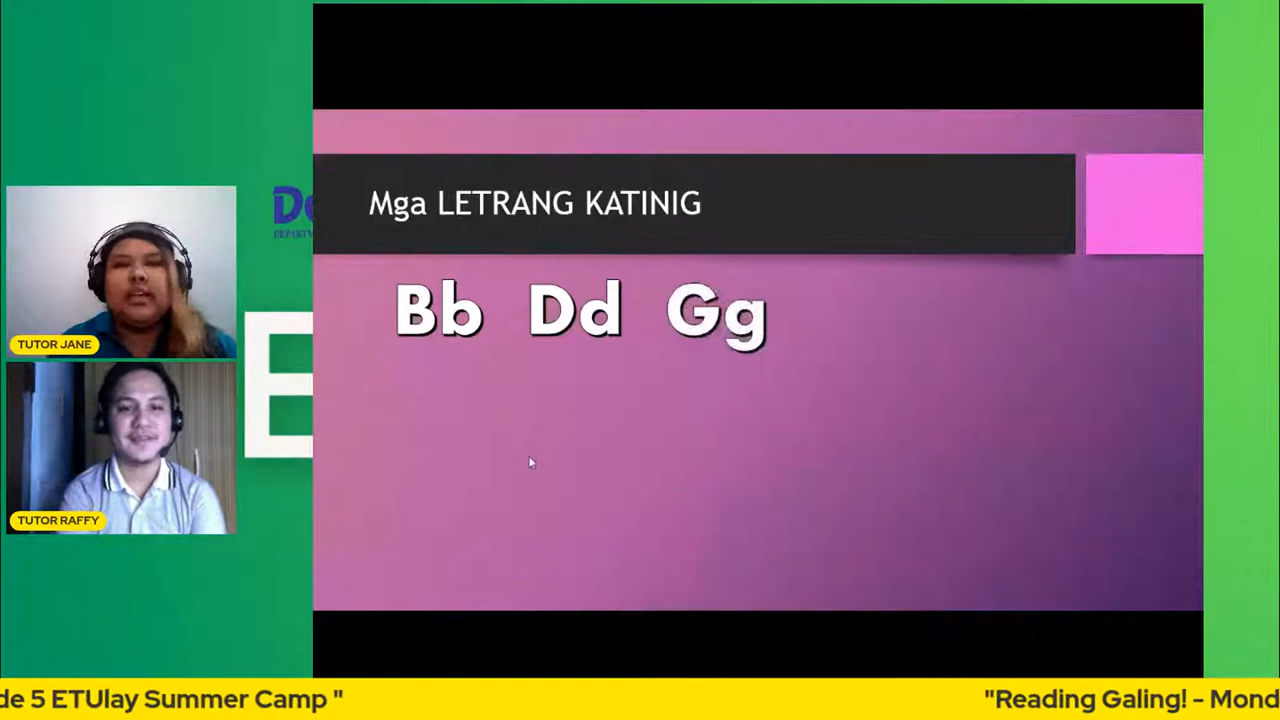 Mga LETRANG KATINIG
Bb Dd Gg
TUTOR JANE
TUTOR RAFFY
E
de 5 ETUlay Summer Camp "
"Reading Galing! - Mond